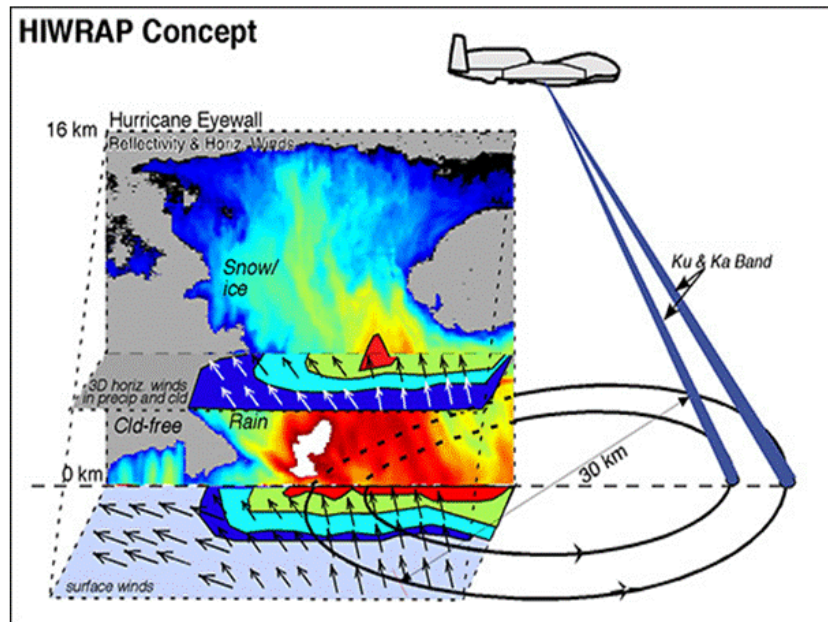 HIWRAP Concept
Hurricane Eyewall
16 km
Reflectivity & Horiz. Winds
Snow/
ice
Ku & Ka Band
3D horiz. winds
in precip and cld
Cld-free
Rain
30 km
0 km
surface winds